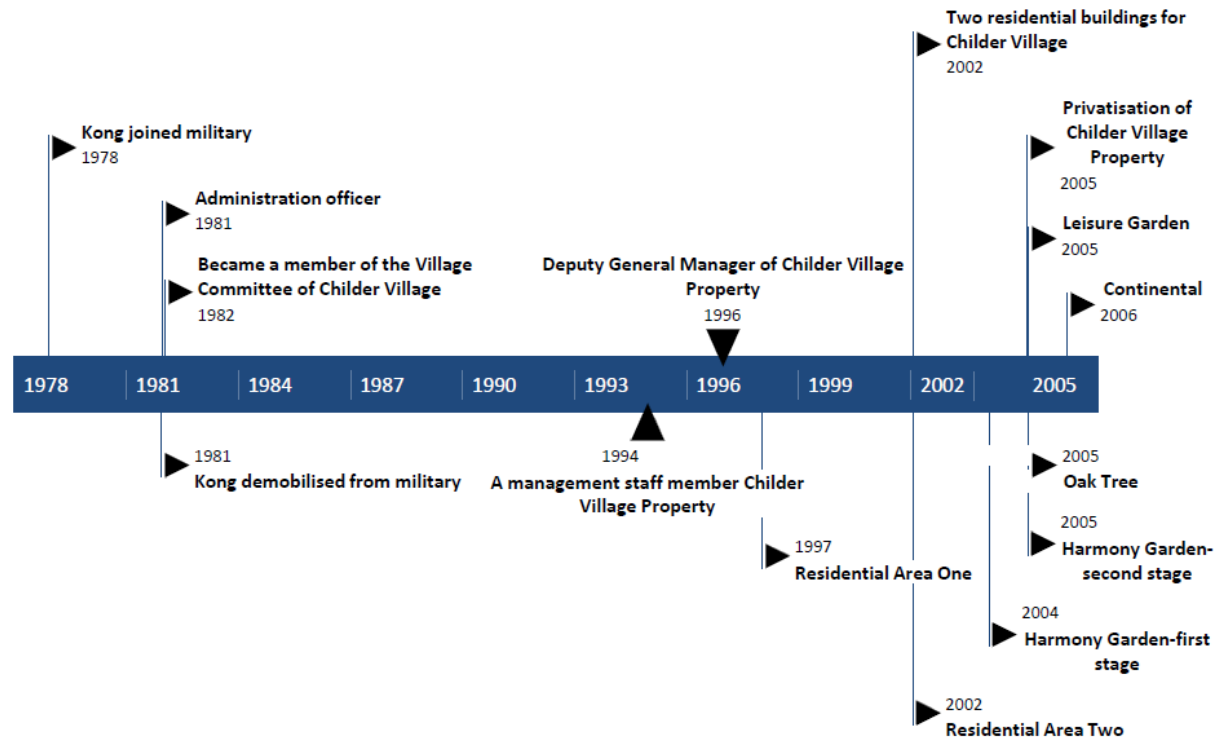 Two residential buildings for
Childer Village
2002
Kong joined military
1978
Privatisation of
Childer Village
Property
2005
Administration officer
1981
Leisure Garden
2005
Became a member of the Village
Committee of Childer Village
1982
Deputy General Manager of Childer Village
Property
1996
Continental
2006
1978 1981 1984 1987 1990 1993 1996 1999 2002 2005
1981
Kong demobilised from military
1994
A management staff member Childer
Village Property
2005
Oak Tree
1997
Residential Area One
2005
Harmony Garden-
second stage
2004
Harmony Garden-first
stage
2002
Residential Area Two